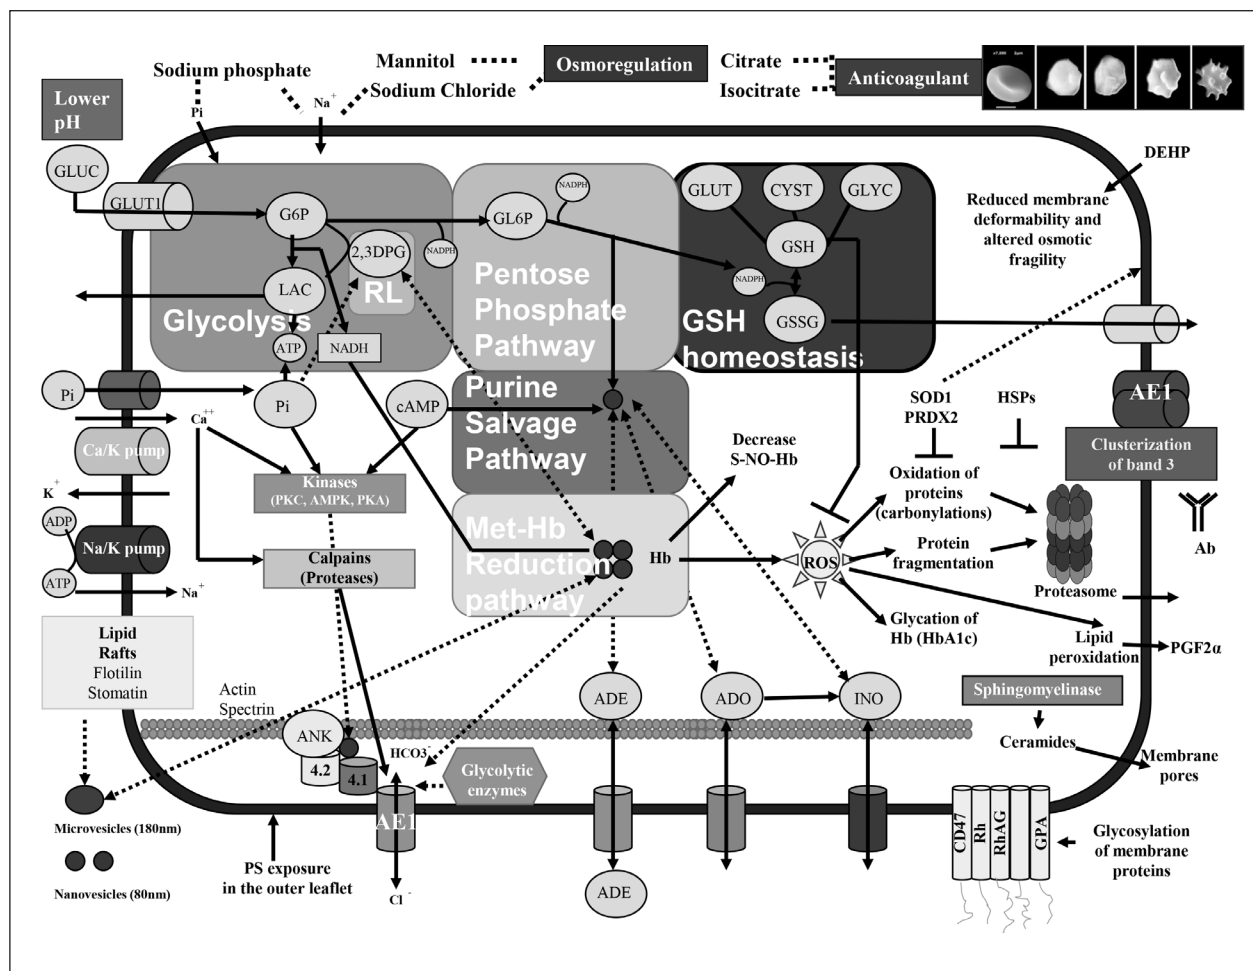 Sodium phosphate
Mannitol
Sodium Chloride
Osmoregulation
Citrate
Isocitrate
Anticoagulant
Lower
pH
Pi
Na+
DEHP
Reduced membrane
deformability and
altered osmotic
fragility
GLUC
GLUT1
G6P
2,3DPG
RL
LAC
Glycolysis
ATP
NADH
NADPH
GL6P
NADPH
Pentose
Phosphate
Pathway
GLUT
CYST
GLYC
GSH
NADPH
GSSG
GSH
homeostasis
Pi
Pi
cAMP
Purine
Salvage
Pathway
Ca++
Ca/K pump
K+
ADP
Na/K pump
ATP
Na+
Kinases
(PKC, AMPK, PKA)
Calpains
(Proteases)
Met-Hb
Reduction
pathway
Hb
Decrease
S-NO-Hb
SOD1
PRDX2
HSPs
AE1
Clusterization
of band 3
Ab
Oxidation of
proteins
(carbonylations)
ROS
Protein
fragmentation
Proteasome
Glycation of
Hb (HbA1c)
Lipid
peroxidation
PGF2α
Lipid
Rafts
Flotilin
Stomatin
Actin
Spectrin
ANK
4.2
4.1
HCO3-
AE1
Glycolytic
enzymes
ADE
ADO
INO
Sphingomyelinase
Ceramides
Membrane
pores
Microvesicles (180nm)
Nanovesicles (80nm)
PS exposure
in the outer leaflet
Cl-
ADE
CD47
Rh
RhAG
GPA
Glycosylation
of membrane
proteins